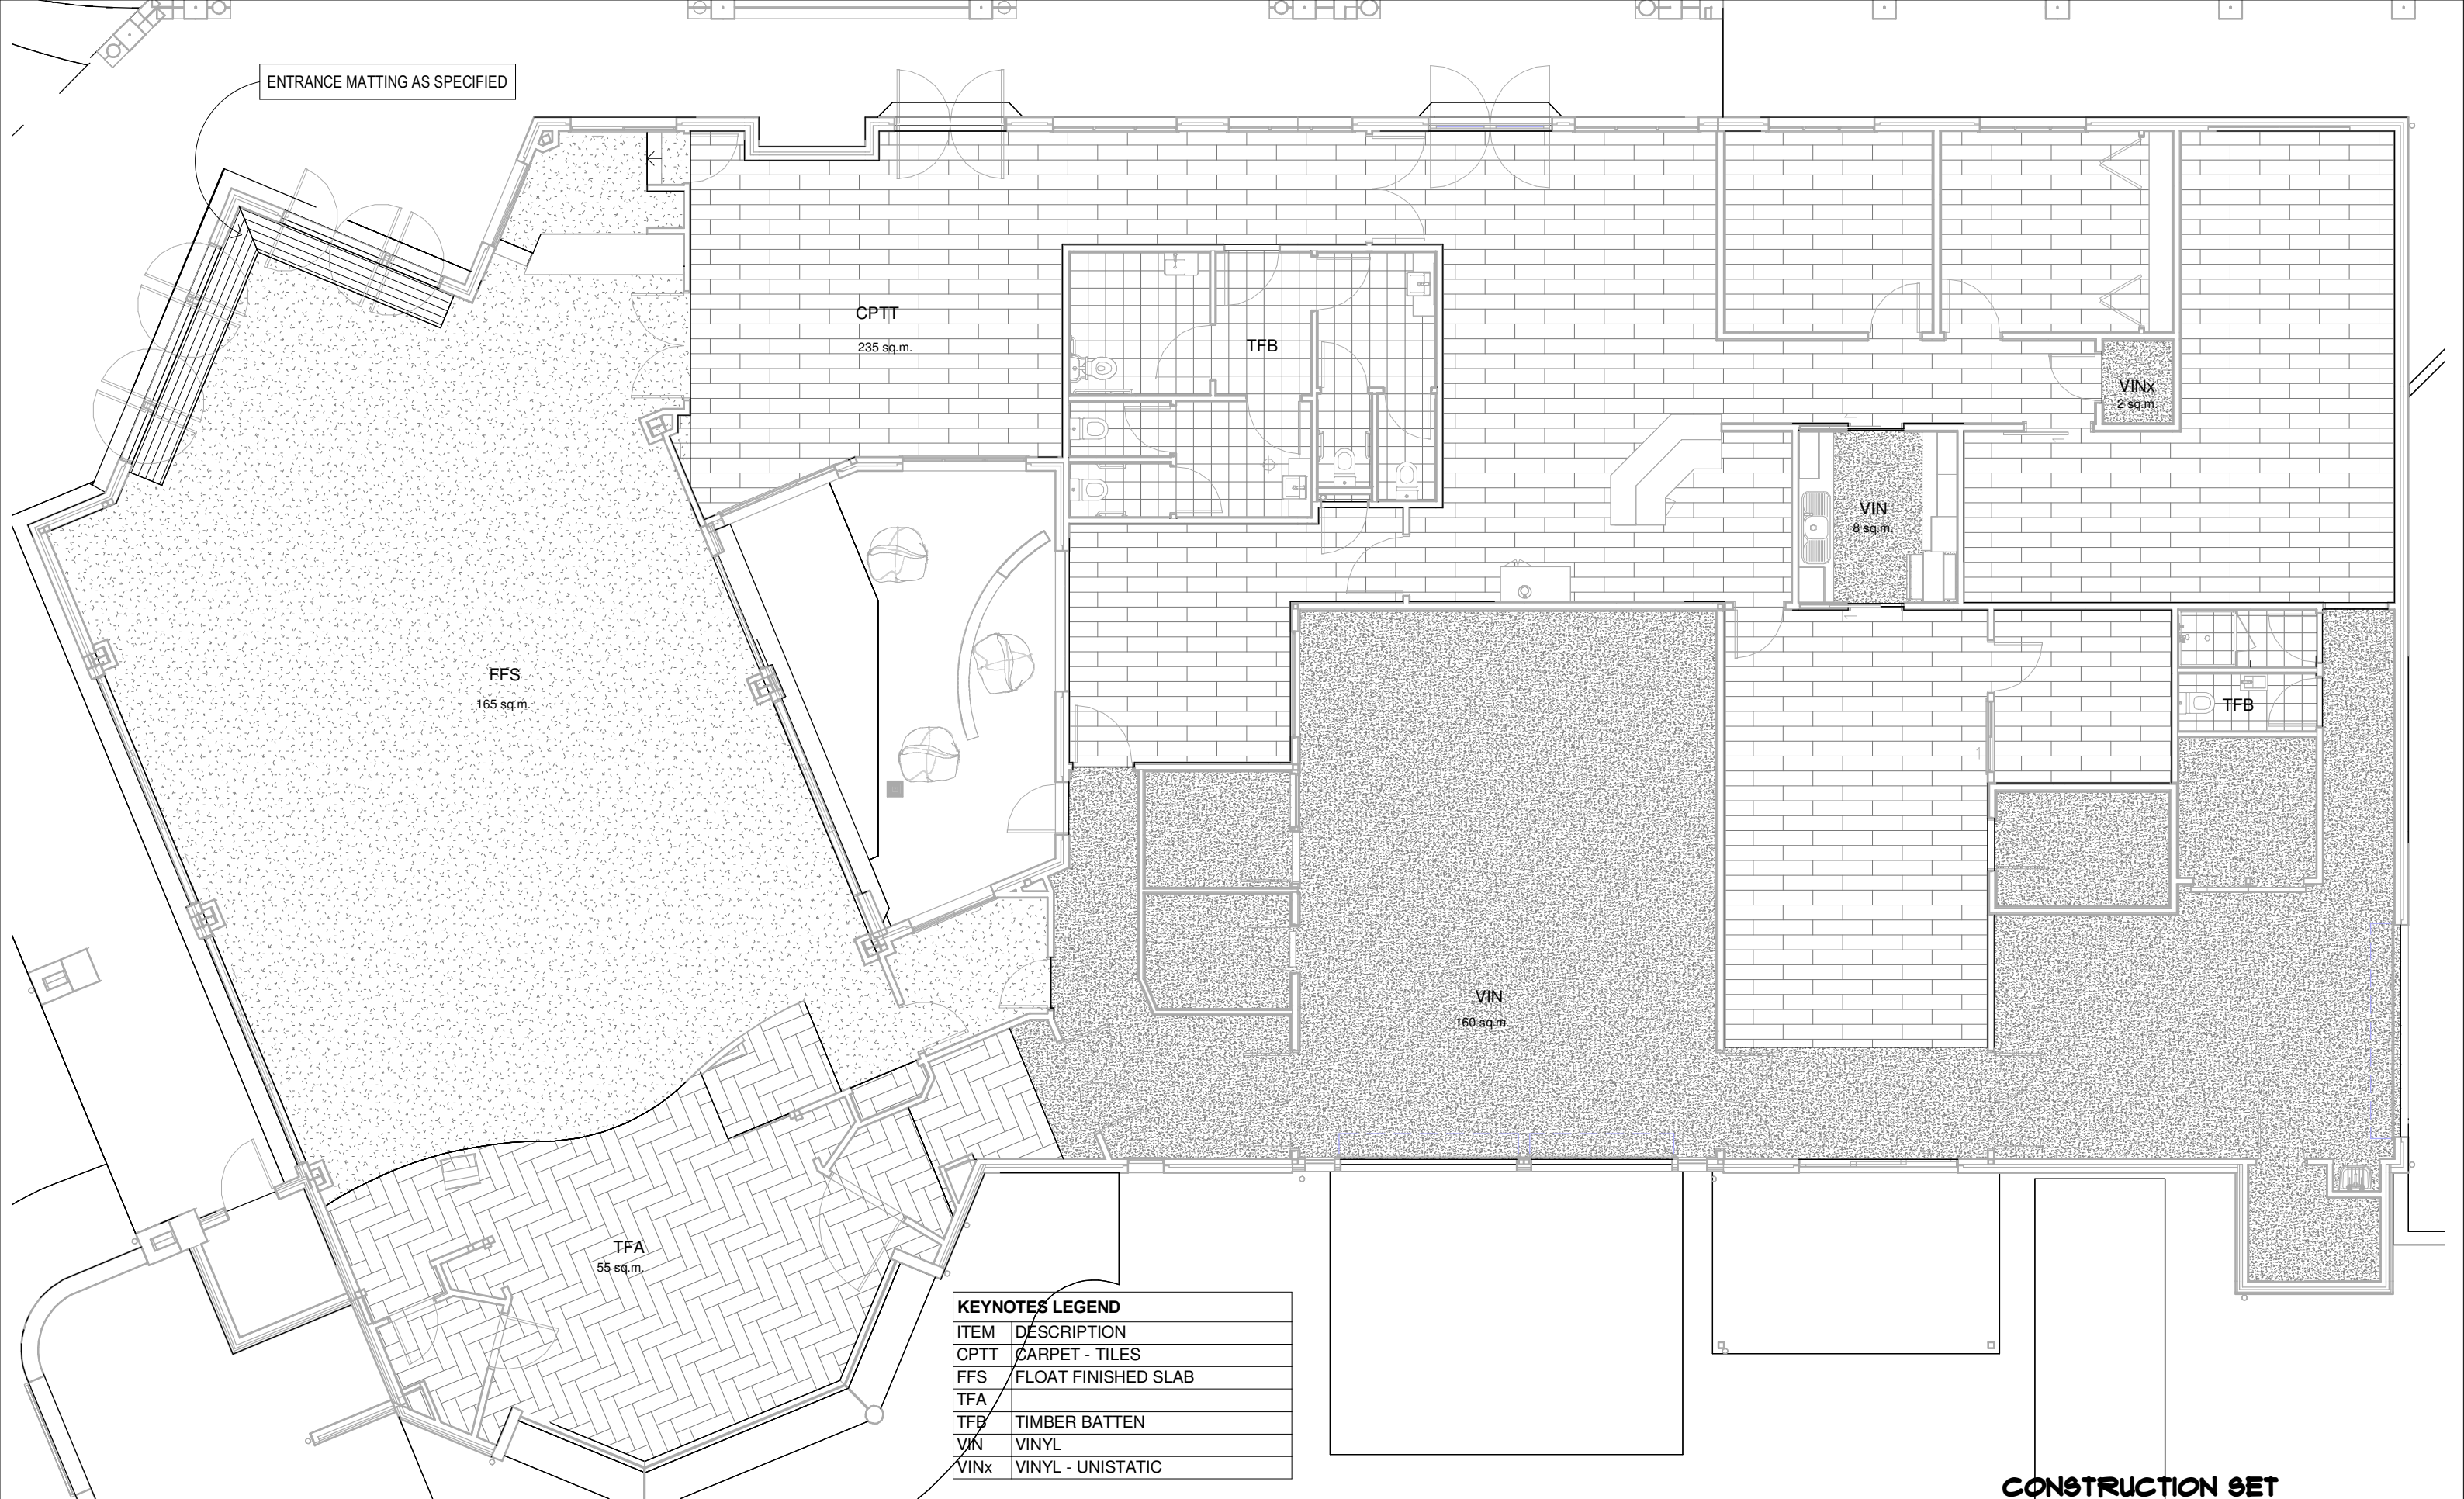 ENTRANCE MATTING AS SPECIFIED
CPTT
235 sq.m.
TFB
VINx
2 sq.m.
VIN
8 sq.m.
FFS
165 sq.m.
TFB
VIN
160 sq.m.
TFA
55 sq.m.
KEYNOTES LEGEND
ITEM DESCRIPTION
CPTT CARPET - TILES
FFS FLOAT FINISHED SLAB
TFA
TFB TIMBER BATTEN
VIN VINYL
VINx VINYL - UNISTATIC
CONSTRUCTION SET